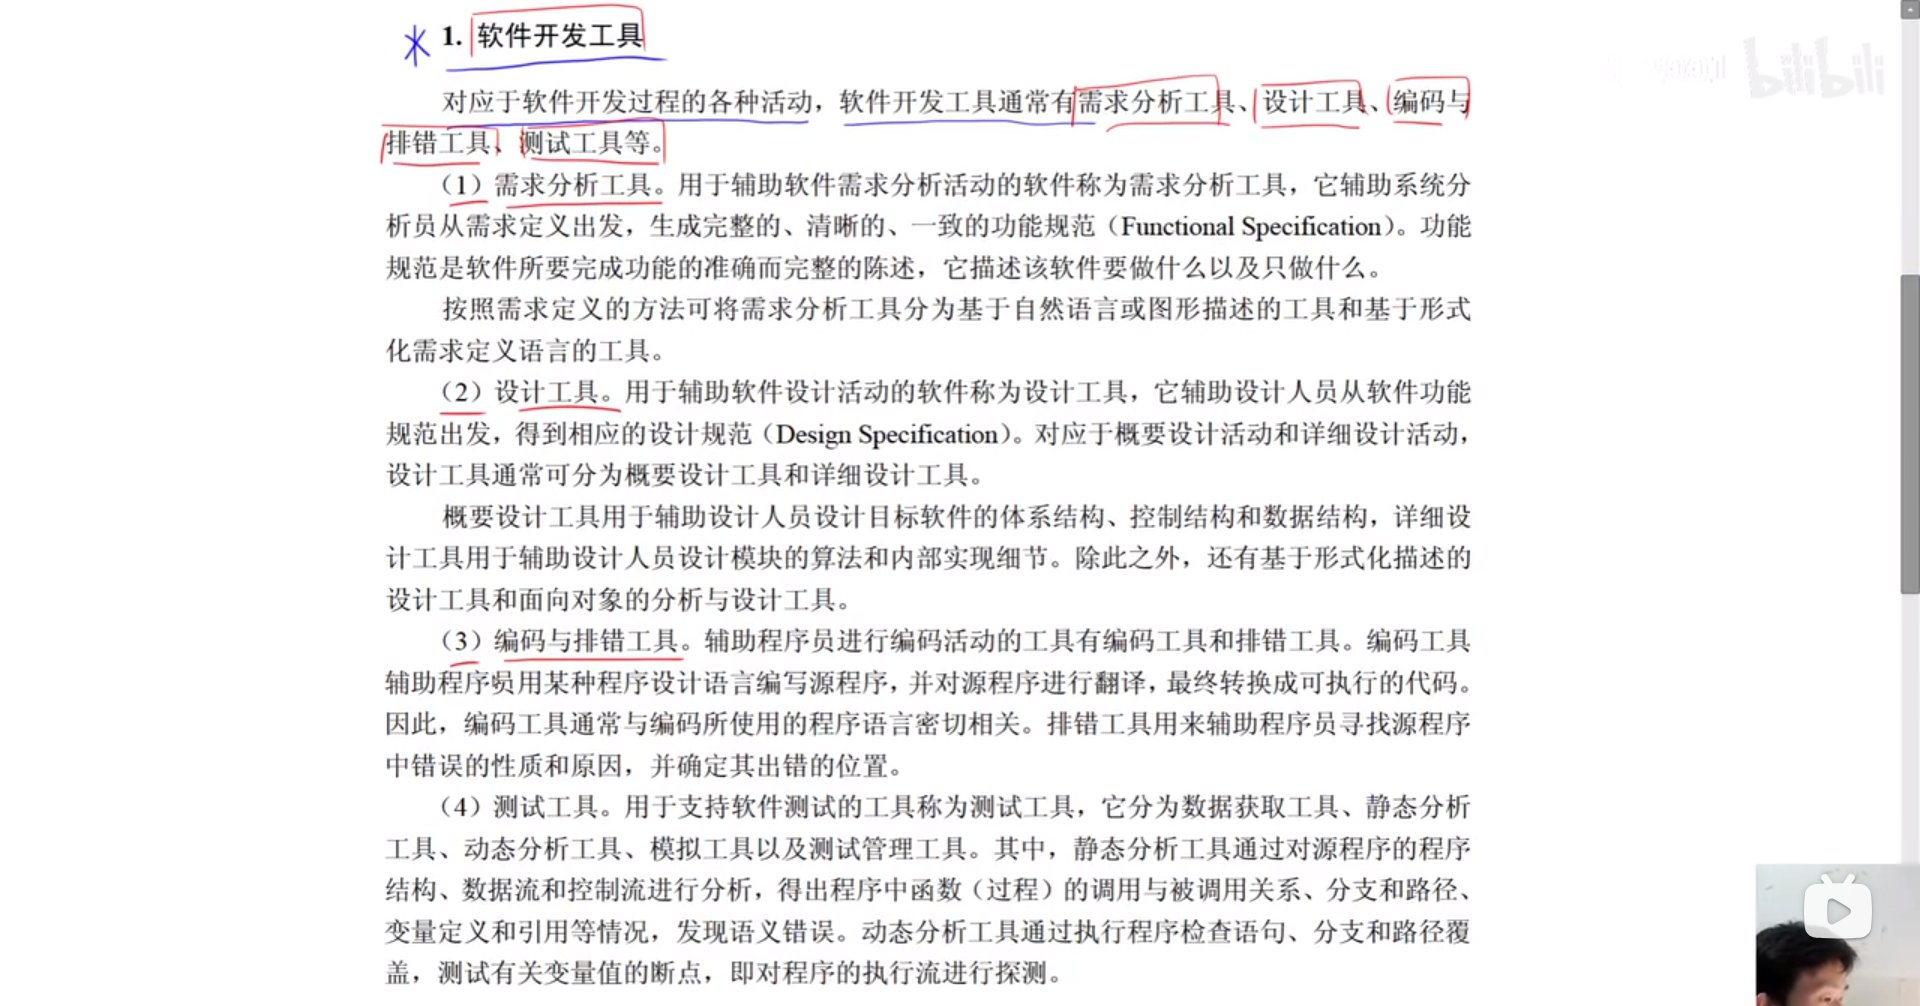 1. 软件开发工具
对应于软件开发过程的各种活动，软件开发工具通常有需求分析工具、设计工具、编码与
排错工具、测试工具等。
（1）需求分析工具。用于辅助软件需求分析活动的软件称为需求分析工具，它辅助系统分
析员从需求定义出发，生成完整的、清晰的、一致的功能规范（Functional Specification）。功能
规范是软件所要完成功能的准确而完整的陈述，它描述该软件要做什么以及只做什么。
按照需求定义的方法可将需求分析工具分为基于自然语言或图形描述的工具和基于形式
化需求定义语言的工具。
（2）设计工具。用于辅助软件设计活动的软件称为设计工具，它辅助设计人员从软件功能
规范出发，得到相应的设计规范（Design Specification）。对应于概要设计活动和详细设计活动，
设计工具通常可分为概要设计工具和详细设计工具。
概要设计工具用于辅助设计人员设计目标软件的体系结构、控制结构和数据结构，详细设
计工具用于辅助设计人员设计模块的算法和内部实现细节。除此之外，还有基于形式化描述的
设计工具和面向对象的分析与设计工具。
（3）编码与排错工具。辅助程序员进行编码活动的工具有编码工具和排错工具。编码工具
辅助程序员用某种程序设计语言编写源程序，并对源程序进行翻译，最终转换成可执行的代码。
因此，编码工具通常与编码所使用的程序语言密切相关。排错工具用来辅助程序员寻找源程序
中错误的性质和原因，并确定其出错的位置。
（4）测试工具。用于支持软件测试的工具称为测试工具，它分为数据获取工具、静态分析
工具、动态分析工具、模拟工具以及测试管理工具。其中，静态分析工具通过对源程序的程序
结构、数据流和控制流进行分析，得出程序中函数（过程）的调用与被调用关系、分支和路径、
变量定义和引用等情况，发现语义错误。动态分析工具通过执行程序检查语句、分支和路径覆
盖，测试有关变量值的断点，即对程序的执行流进行探测。
bilibili